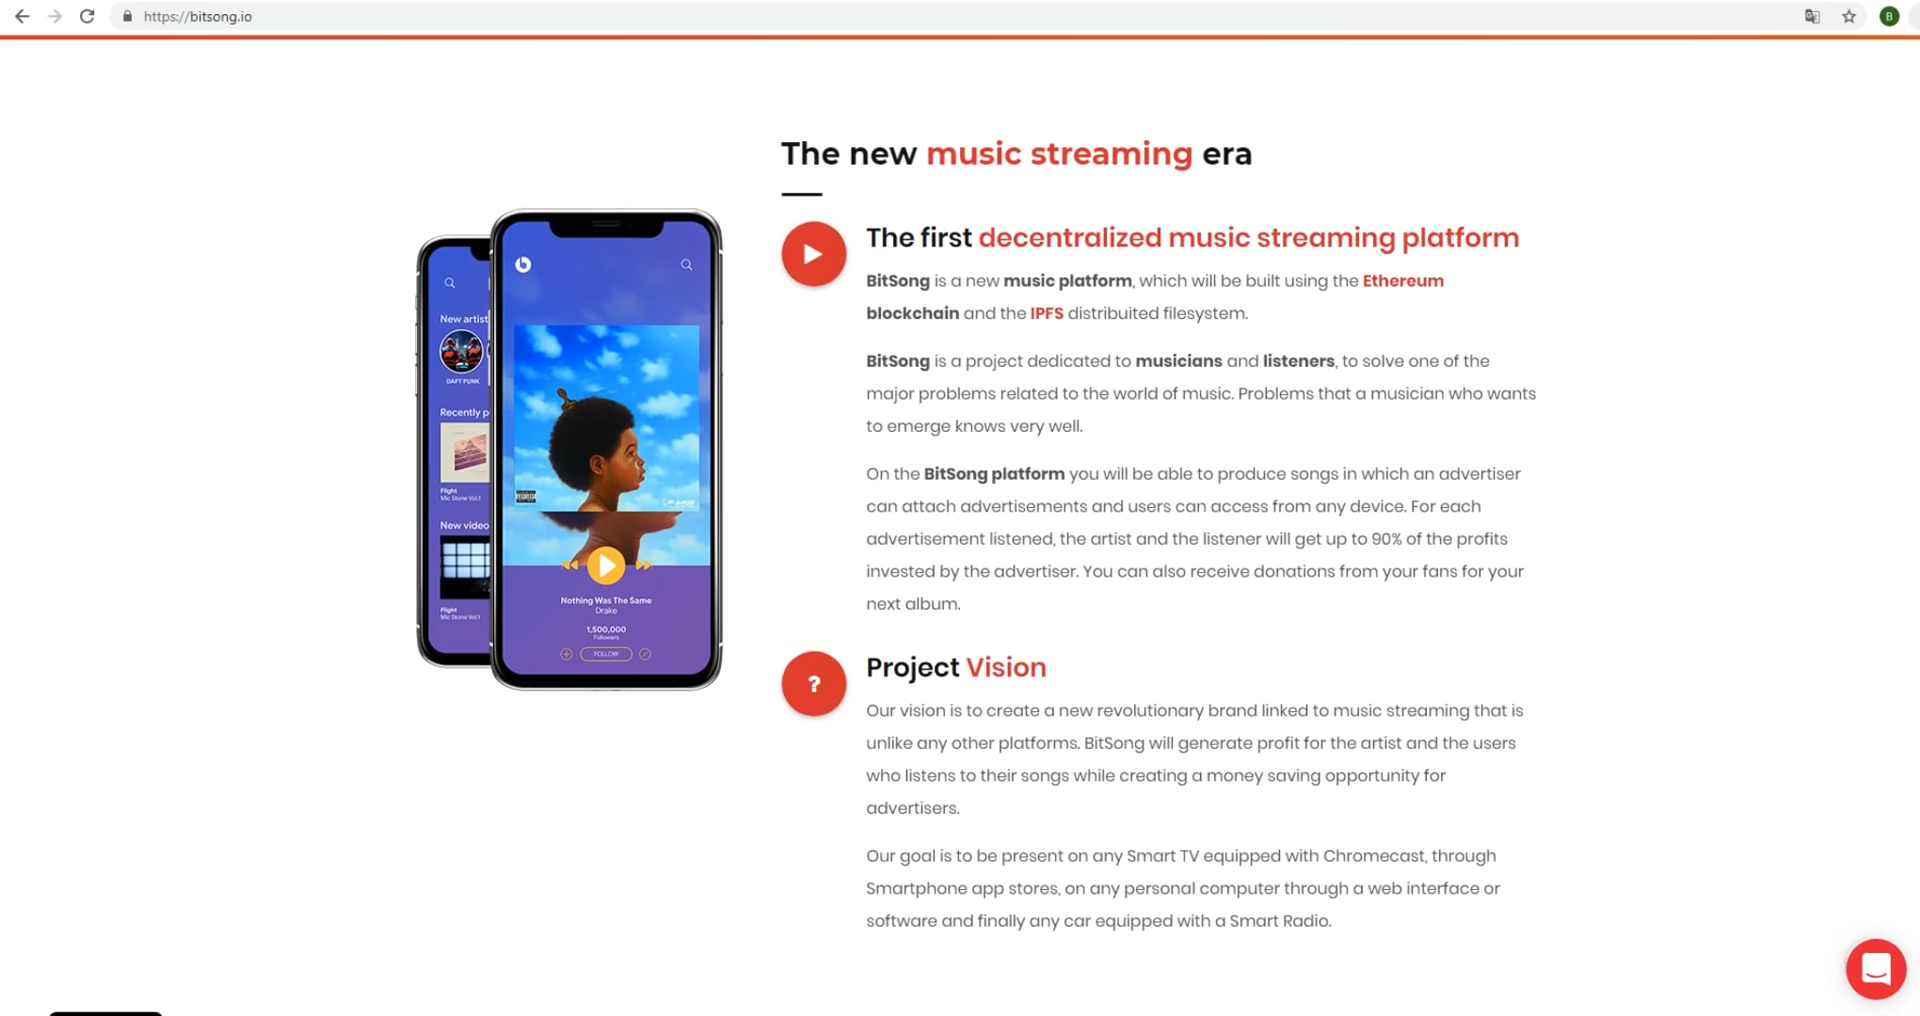 https://bitsong.io
B
The new music streaming era
The first decentralized music streaming platform
BitSong is a new music platform, which will be built using the Ethereum
blockchain and the IPFS distribuited filesystem.
BitSong is a project dedicated to musicians and listeners, to solve one of the
major problems related to the world of music. Problems that a musician who wants
to emerge knows very well.
On the BitSong platform you will be able to produce songs in which an advertiser
can attach advertisements and users can access from any device. For each
advertisement listened, the artist and the listener will get up to 90% of the profits
invested by the advertiser. You can also receive donations from your fans for your
next album.
?
Project Vision
Our vision is to create a new revolutionary brand linked to music streaming that is
unlike any other platforms. BitSong will generate profit for the artist and the users
who listens to their songs while creating a money saving opportunity for
advertisers.
Our goal is to be present on any Smart TV equipped with Chromecast, through
Smartphone app stores, on any personal computer through a web interface or
software and finally any car equipped with a Smart Radio.
New artist
DAFT PUNK
Recently p
Flight
Mic Stone Vol.1
New video
Flight
Mic Stone Vol.1
Nothing Was The Same
Drake
1,500,000
Followers
FOLLOW